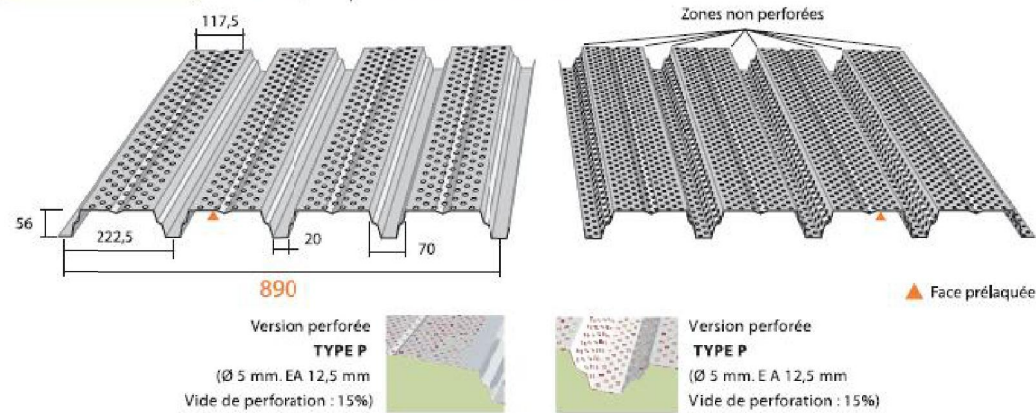 117,5
Zones non perforées
56
222,5
20
70
890
Face prélaquée
Version perforée
TYPE P
(Ø 5 mm. EA 12,5 mm
Vide de perforation : 15%)
Version perforée
TYPE P
(Ø 5 mm. E A 12,5 mm
Vide de perforation : 15%)